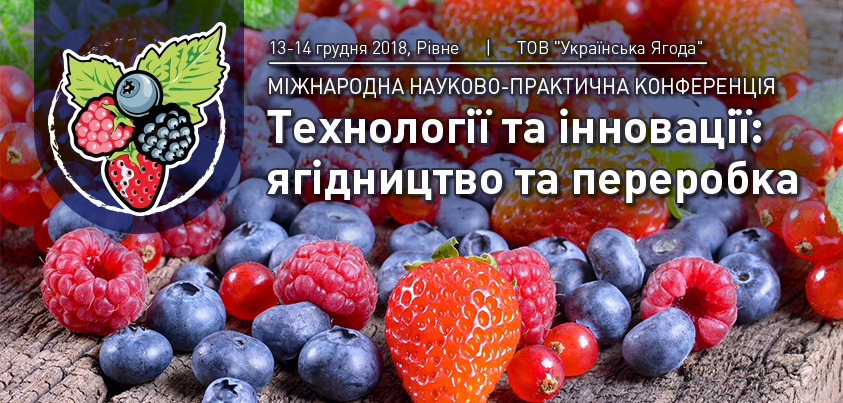 13-14 грудня 2018, Рівне | ТОВ "Українська Ягода"
МІЖНАРОДНА НАУКОВО-ПРАКТИЧНА КОНФЕРЕНЦІЯ
Технології та інновації:
ягідництво та переробка